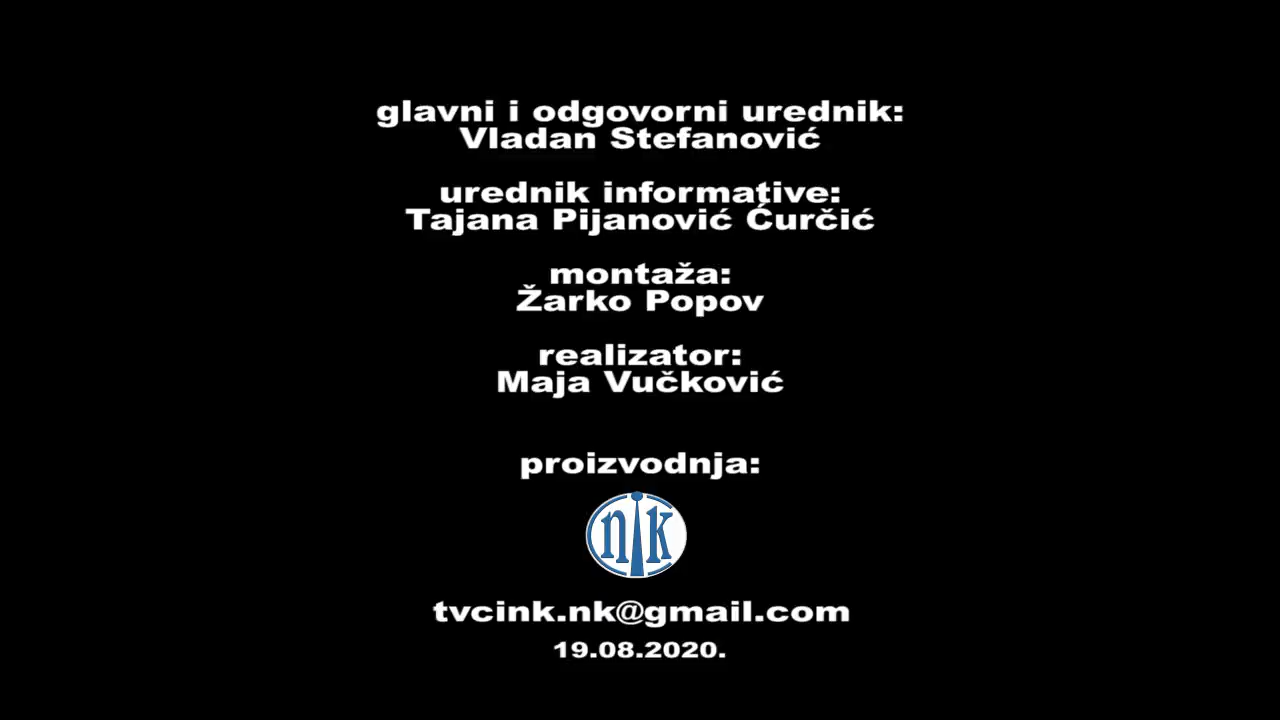 glavni i odgovorni urednik:
Vladan Stefanović
urednik informative:
Tajana Pijanović Ćurčić
montaža:
Žarko Popov
realizator:
Maja Vučković
proizvodnja:
nik
tvcink.nk@gmail.com
19.08.2020.